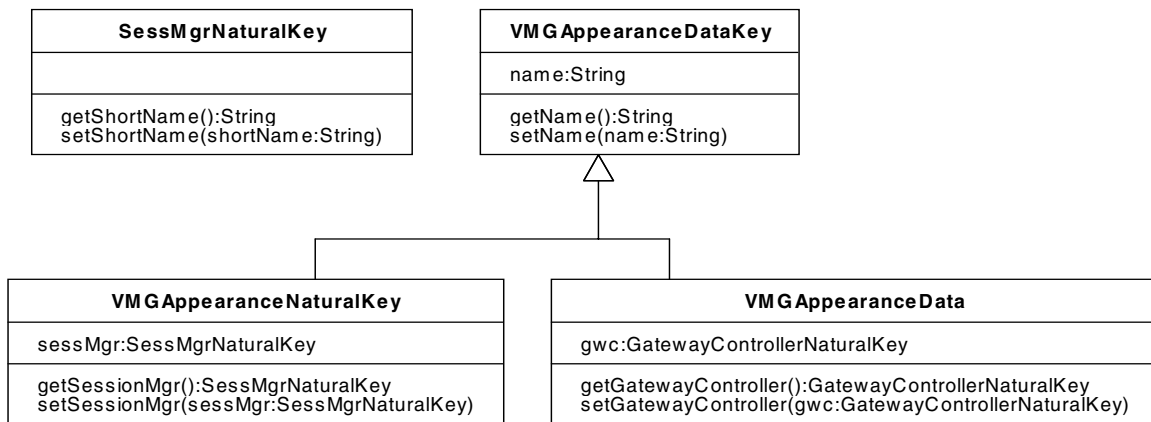 SessMgrNaturalKey
getShortName():String
setShortName(shortName:String)
VMGAppearanceDataKey
name:String
getName():String
setName(name:String)
VMGAppearanceNaturalKey
sessMgr:SessMgrNaturalKey
getSessionMgr():SessMgrNaturalKey
setSessionMgr(sessMgr:SessMgrNaturalKey)
VMGAppearanceData
gwc:GatewayControllerNaturalKey
getGatewayController():GatewayControllerNaturalKey
setGatewayController(gwc:GatewayControllerNaturalKey)